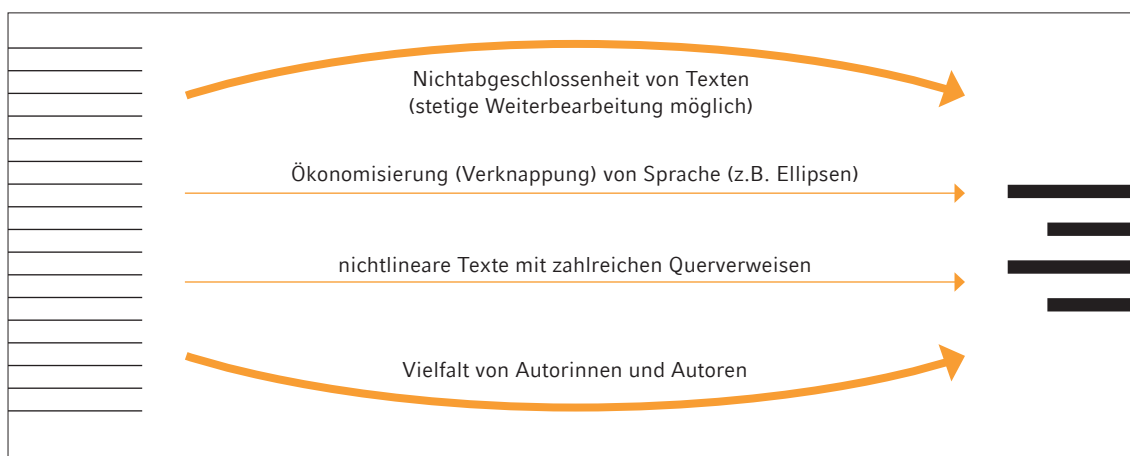 Nichtabgeschlossenheit von Texten
(stetige Weiterbearbeitung möglich)
Ökonomisierung (Verknappung) von Sprache (z.B. Ellipsen)
nichtlineare Texte mit zahlreichen Querverweisen
Vielfalt von Autorinnen und Autoren